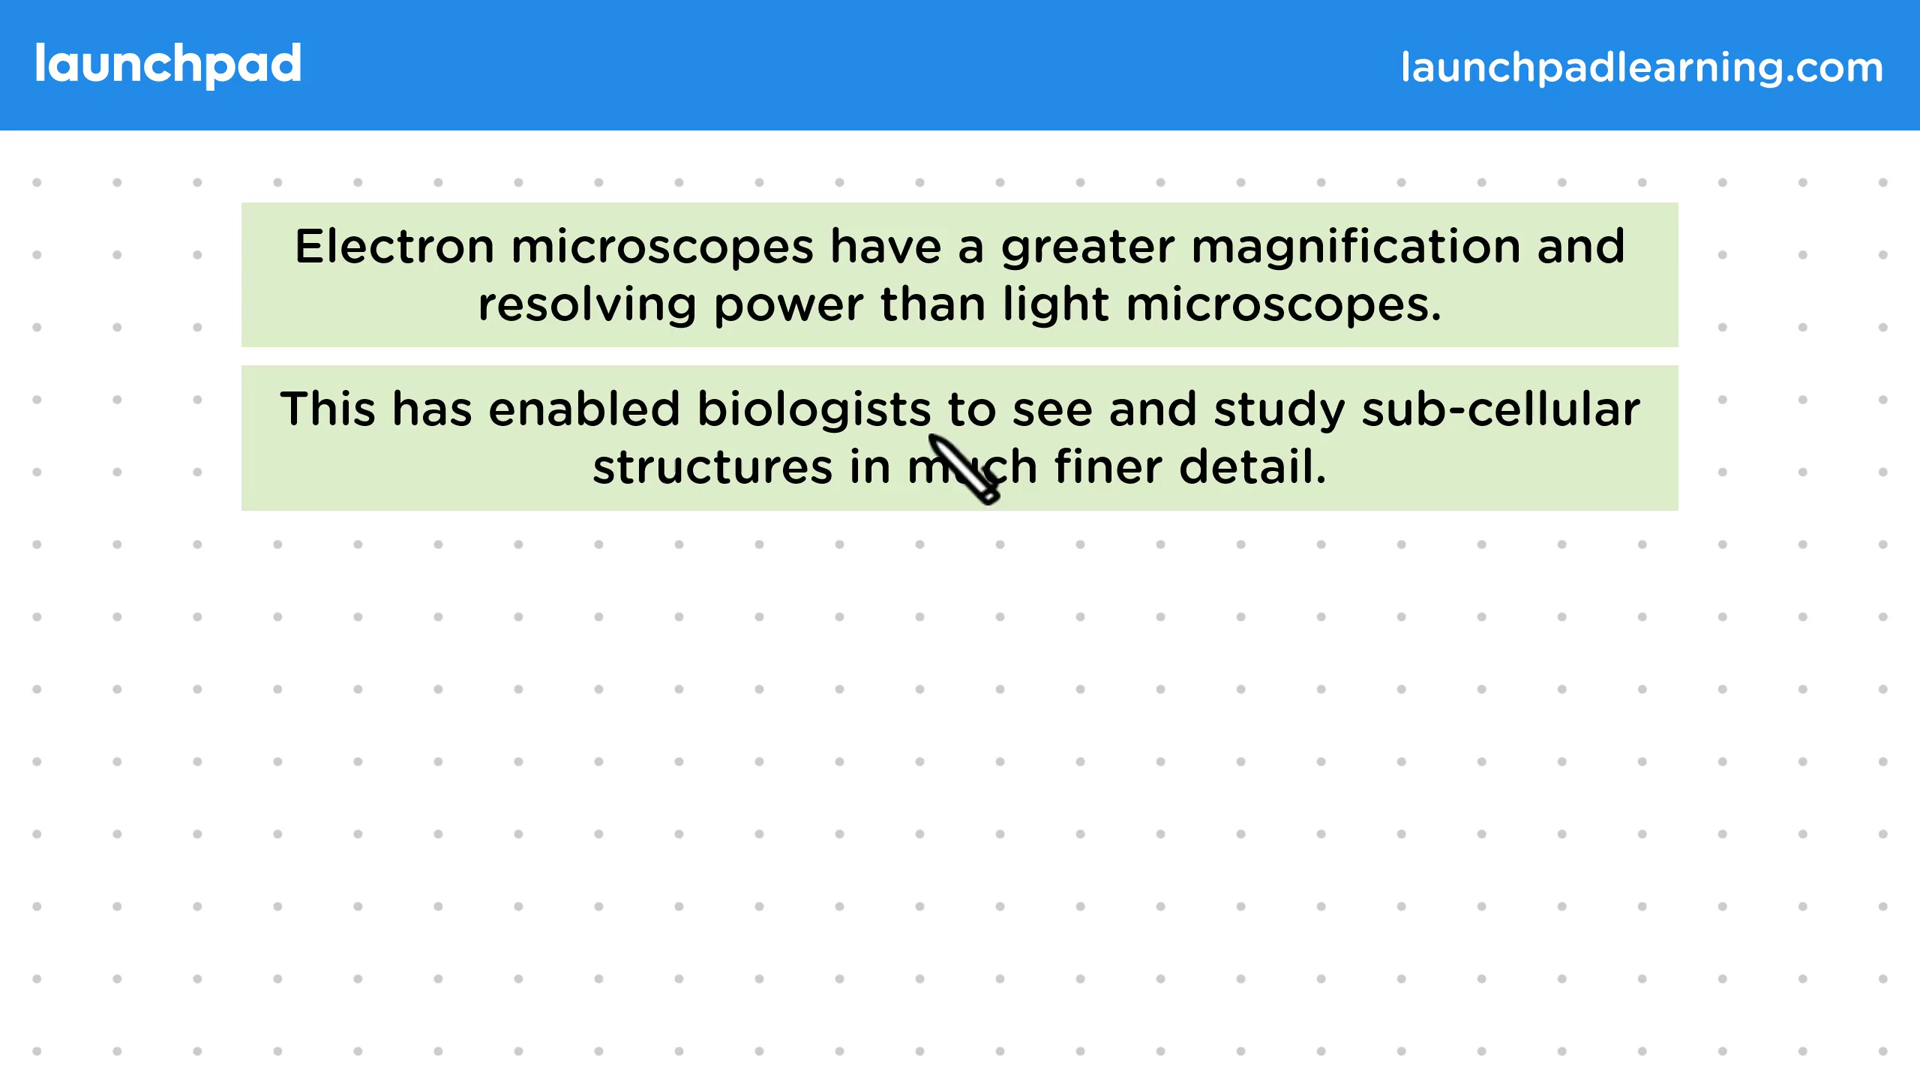 launchpad
launchpadlearning.com
Electron microscopes have a greater magnification and
resolving power than light microscopes.
This has enabled biologists to see and study sub-cellular
structures in much finer detail.